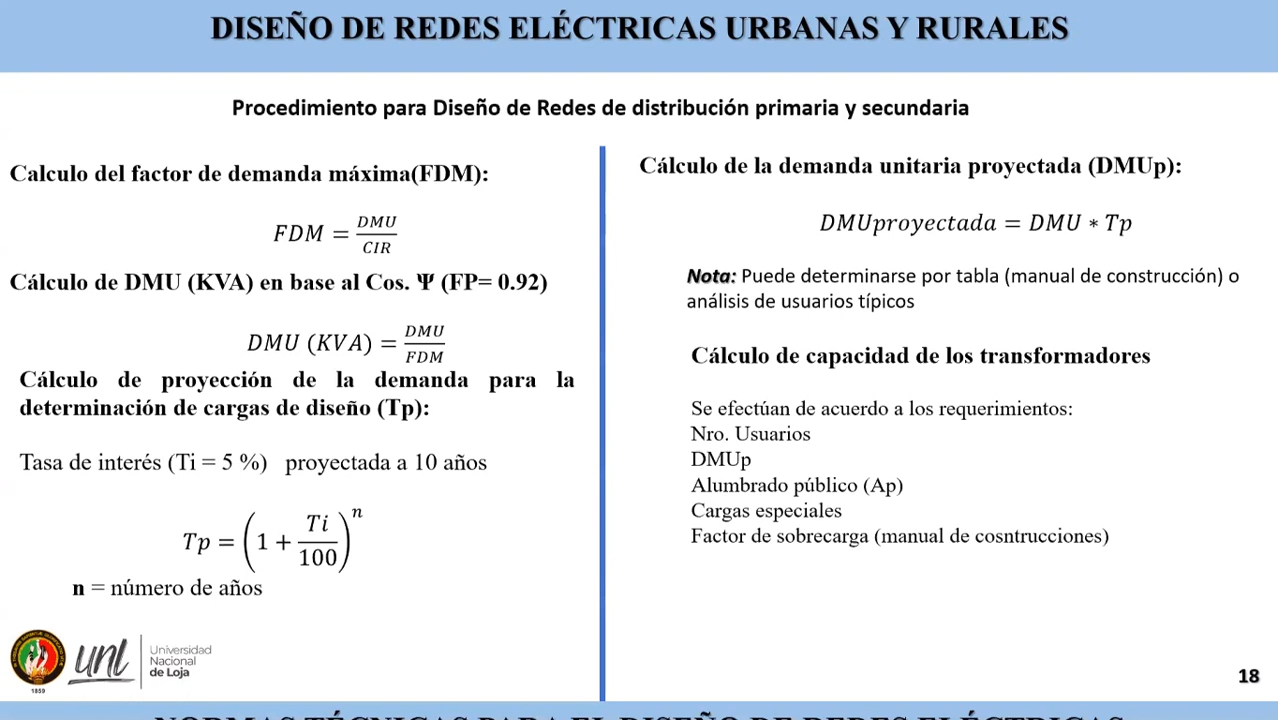 DISEÑO DE REDES ELÉCTRICAS URBANAS Y RURALES
Procedimiento para Diseño de Redes de distribución primaria y secundaria
Calculo del factor de demanda máxima(FDM):
FDM = DMU / CIR
Cálculo de DMU (KVA) en base al Cos. Ψ (FP= 0.92)
DMU (KVA) = DMU / FDM
Cálculo de proyección de la demanda para la
determinación de cargas de diseño (Tp):
Tasa de interés (Ti = 5 %) proyectada a 10 años
Tp = (1 + Ti / 100)^n
n = número de años
Cálculo de la demanda unitaria proyectada (DMUp):
DMUproyectada = DMU * Tp
Nota: Puede determinarse por tabla (manual de construcción) o
análisis de usuarios típicos
Cálculo de capacidad de los transformadores
Se efectúan de acuerdo a los requerimientos:
Nro. Usuarios
DMUp
Alumbrado público (Ap)
Cargas especiales
Factor de sobrecarga (manual de cosntrucciones)
1859
unl
Universidad
Nacional
de Loja
18
NORMAS TÉCNICAS PARA EL DISEÑO DE REDES ELÉCTRICAS